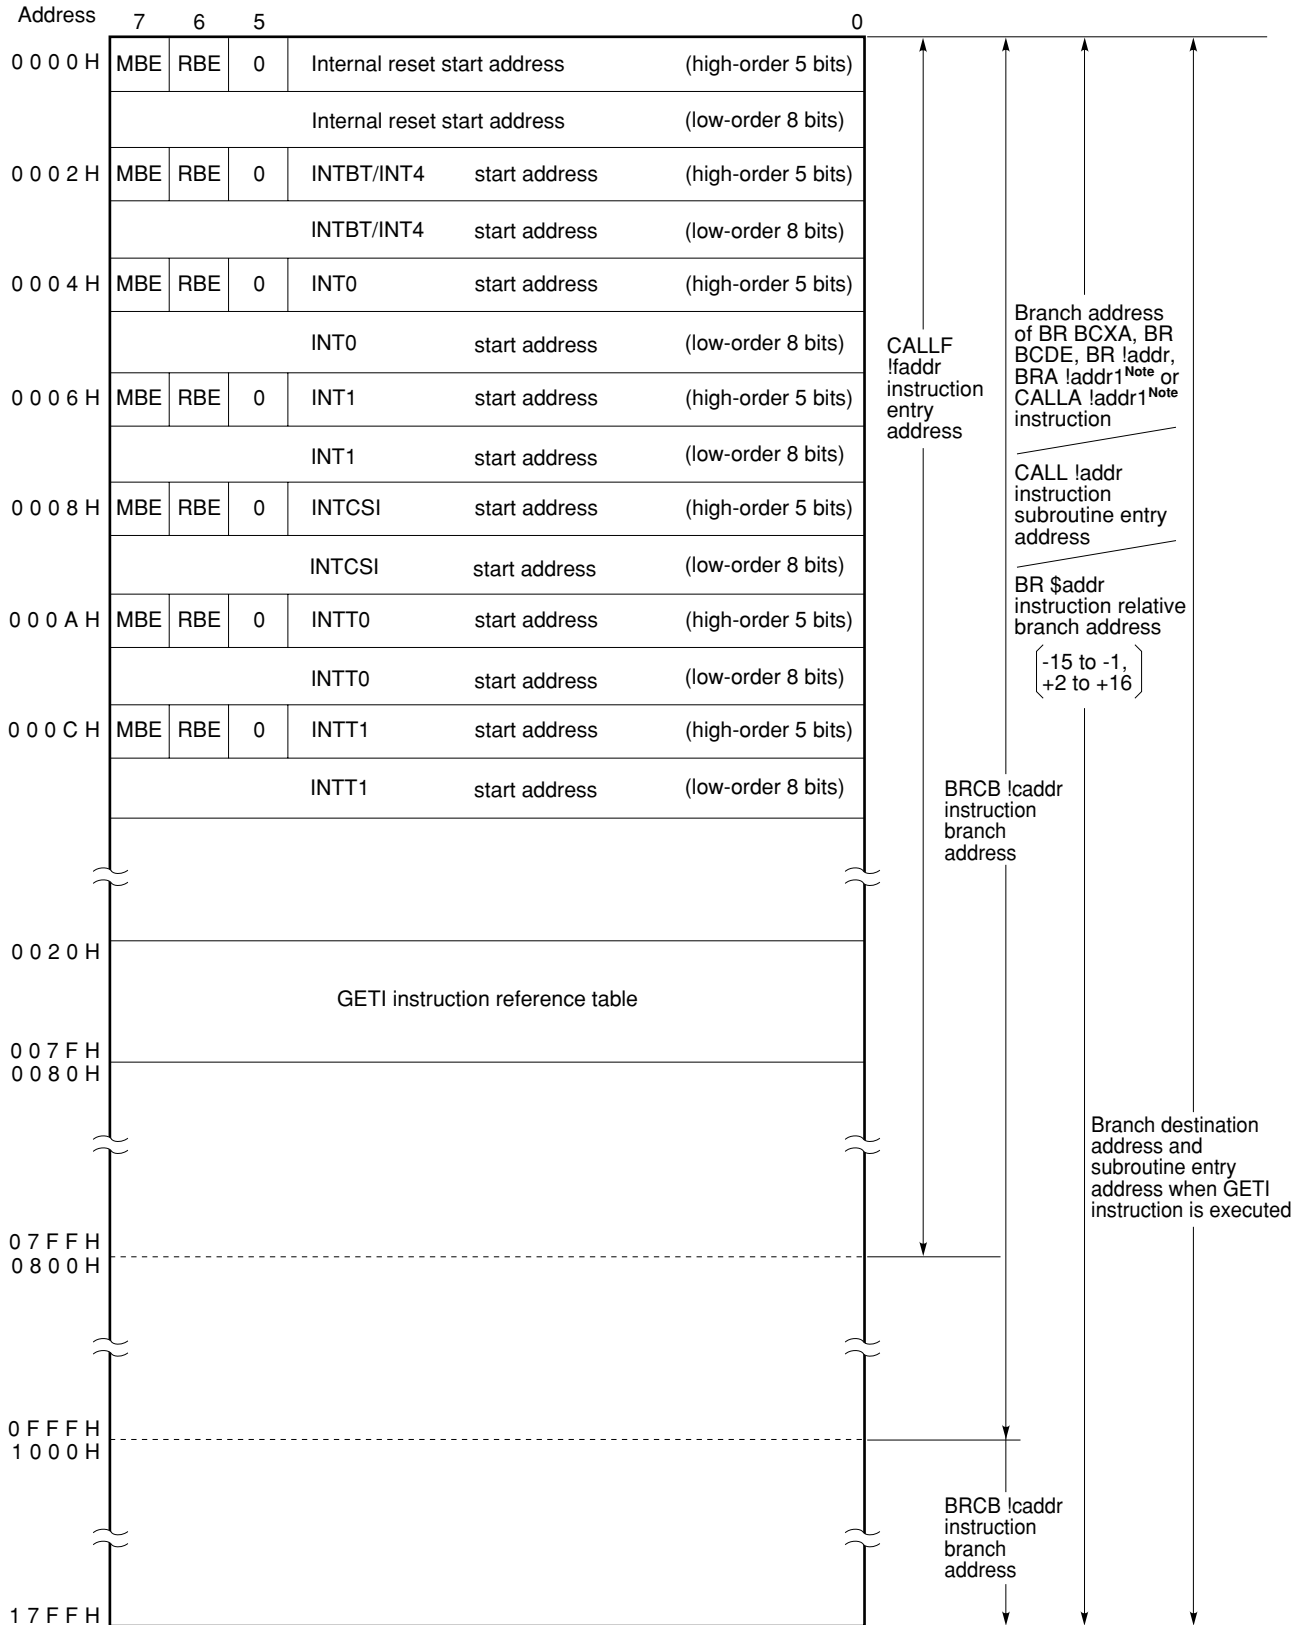 Address
7 6 5 0
0000H MBE RBE 0 Internal reset start address (high-order 5 bits)
Internal reset start address (low-order 8 bits)
0002H MBE RBE 0 INTBT/INT4 start address (high-order 5 bits)
INTBT/INT4 start address (low-order 8 bits)
0004H MBE RBE 0 INT0 start address (high-order 5 bits)
INT0 start address (low-order 8 bits)
0006H MBE RBE 0 INT1 start address (high-order 5 bits)
INT1 start address (low-order 8 bits)
0008H MBE RBE 0 INTCSI start address (high-order 5 bits)
INTCSI start address (low-order 8 bits)
000AH MBE RBE 0 INTT0 start address (high-order 5 bits)
INTT0 start address (low-order 8 bits)
000CH MBE RBE 0 INTT1 start address (high-order 5 bits)
INTT1 start address (low-order 8 bits)
0020H
GETI instruction reference table
007FH
0080H
07FFH
0800H
0FFFH
1000H
17FFH
CALLF
!faddr
instruction
entry
address
Branch address
of BR BCXA, BR
BCDE, BR !addr,
BRA !addr1Note or
CALLA !addr1Note
instruction
CALL !addr
instruction
subroutine entry
address
BR $addr
instruction relative
branch address
-15 to -1,
+2 to +16
BRCB !caddr
instruction
branch
address
Branch destination
address and
subroutine entry
address when GETI
instruction is executed
BRCB !caddr
instruction
branch
address